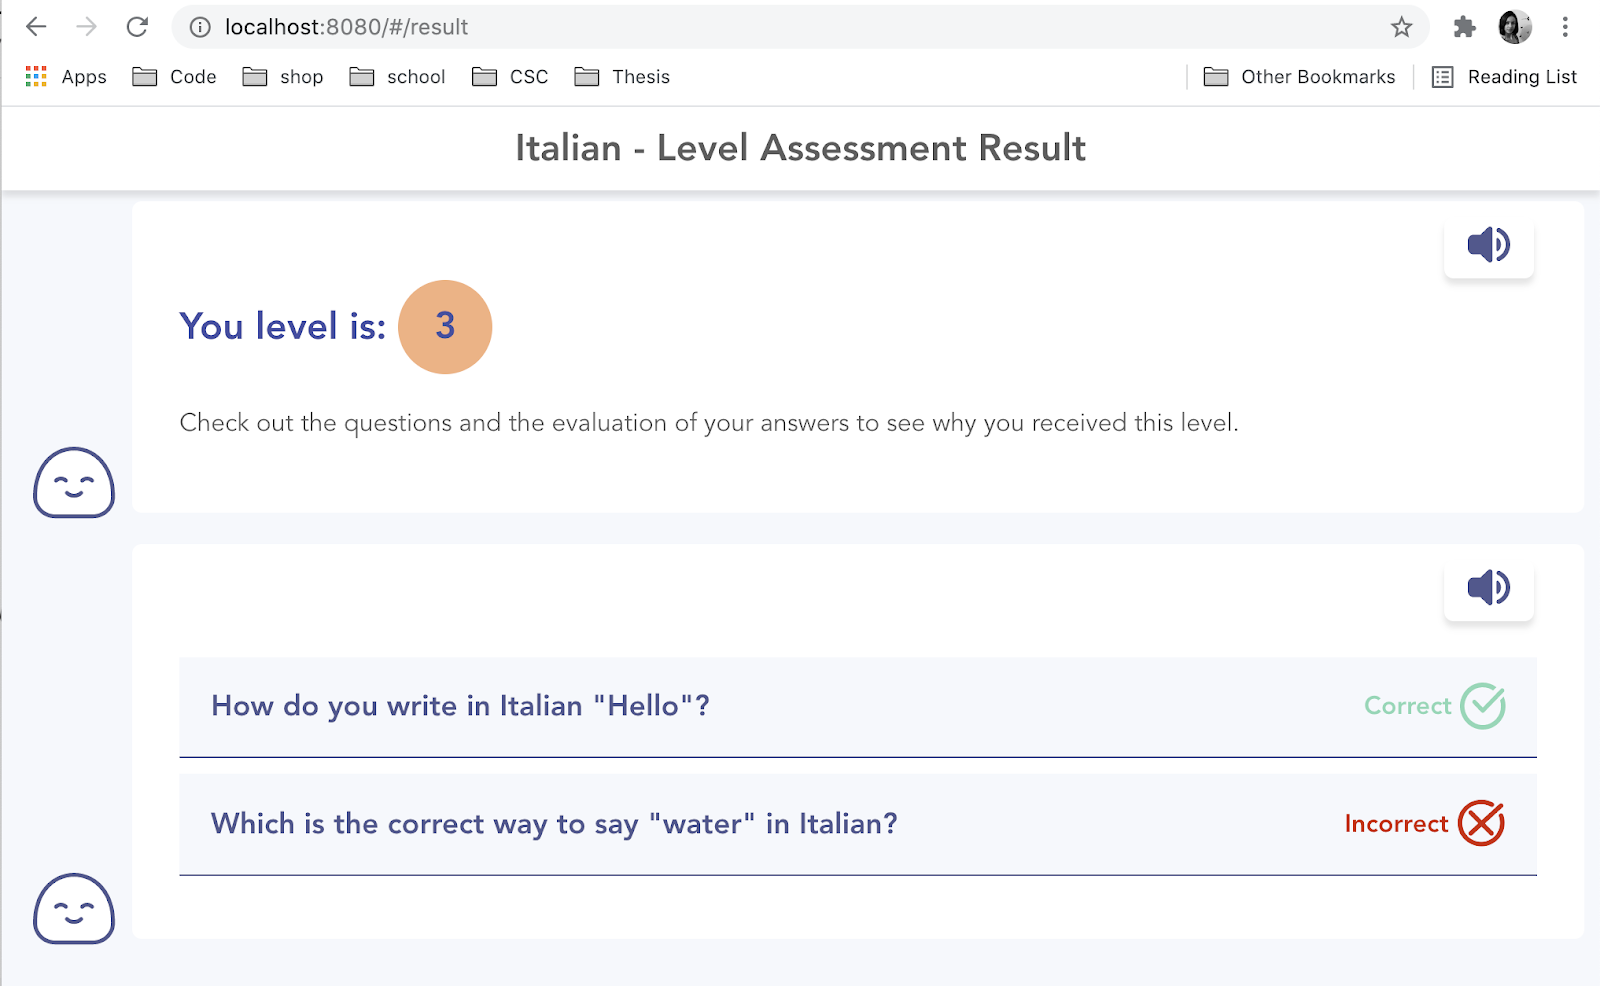 localhost:8080/#/result
Apps Code shop school CSC Thesis Other Bookmarks Reading List
Italian - Level Assessment Result
You level is: 3
Check out the questions and the evaluation of your answers to see why you received this level.
How do you write in Italian "Hello"? Correct
Which is the correct way to say "water" in Italian? Incorrect